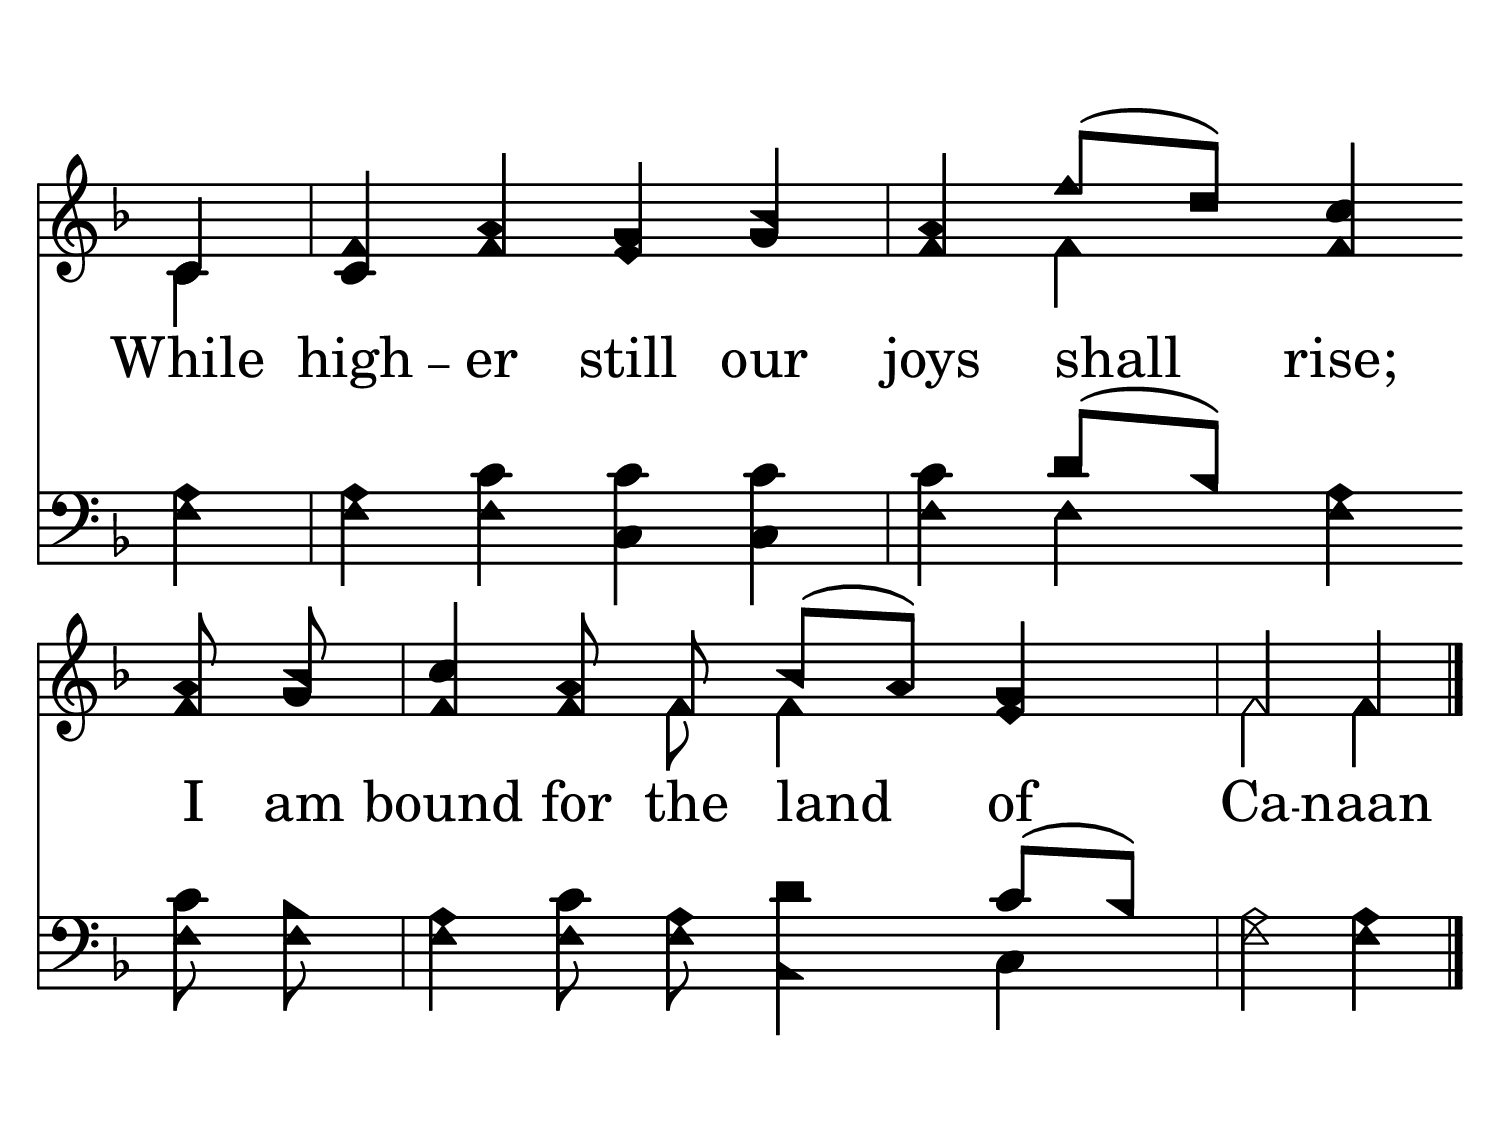 While high – er still our joys shall rise;
I am bound for the land of Ca-naan